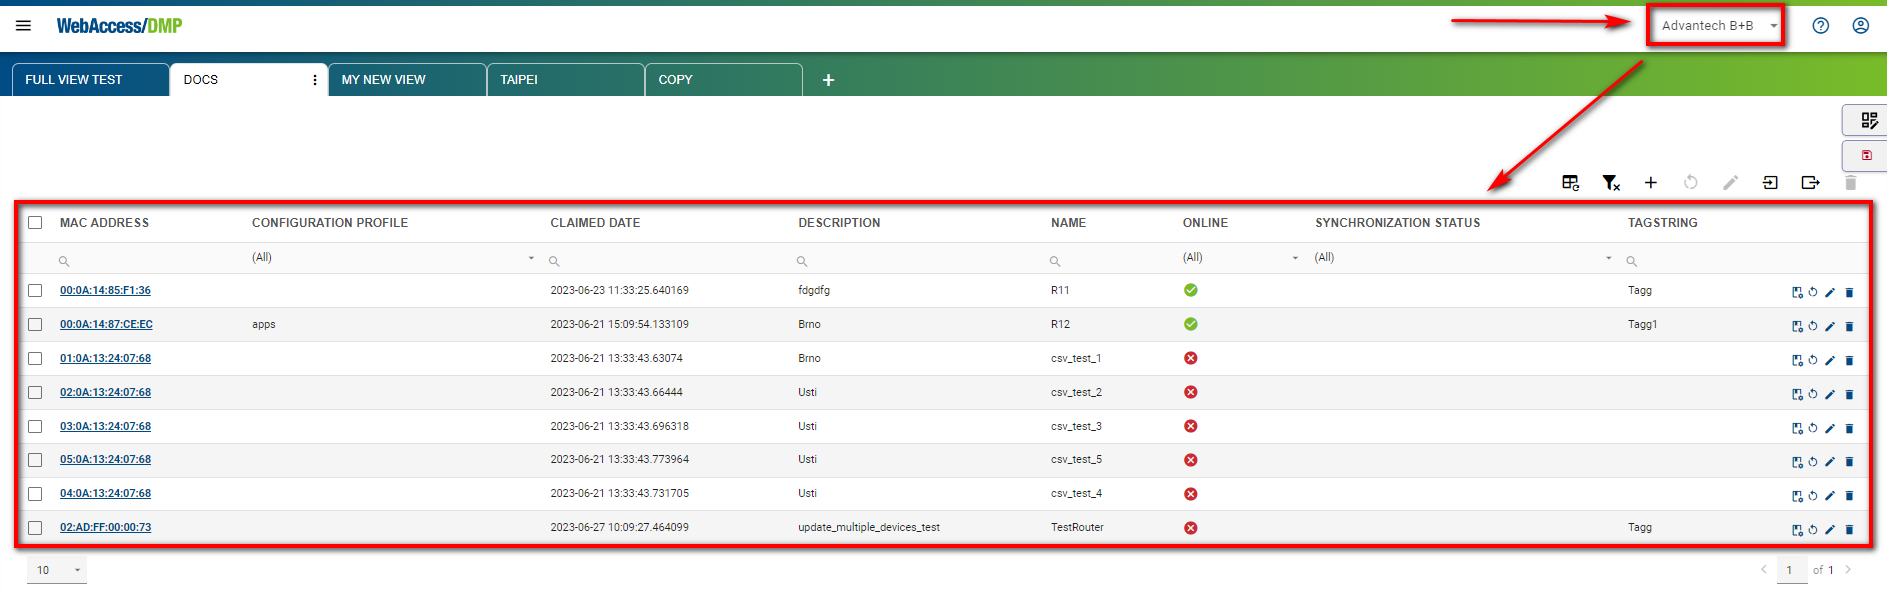 WebAccess/DMP
Advantech B+B
FULL VIEW TEST DOCS MY NEW VIEW TAIPEI COPY +
MAC ADDRESS CONFIGURATION PROFILE CLAIMED DATE DESCRIPTION NAME ONLINE SYNCHRONIZATION STATUS TAGSTRING
(All) (All) (All)
00:0A:14:85:F1:36 2023-06-23 11:33:25.640169 fdgdfg R11 Tagg
00:0A:14:87:CE:EC apps 2023-06-21 15:09:54.133109 Brno R12 Tagg1
01:0A:13:24:07:68 2023-06-21 13:33:43.63074 Brno csv_test_1
02:0A:13:24:07:68 2023-06-21 13:33:43.66444 Usti csv_test_2
03:0A:13:24:07:68 2023-06-21 13:33:43.696318 Usti csv_test_3
05:0A:13:24:07:68 2023-06-21 13:33:43.773964 Usti csv_test_5
04:0A:13:24:07:68 2023-06-21 13:33:43.731705 Usti csv_test_4
02:AD:FF:00:00:73 2023-06-27 10:09:27.464099 update_multiple_devices_test TestRouter Tagg
10 1 of 1